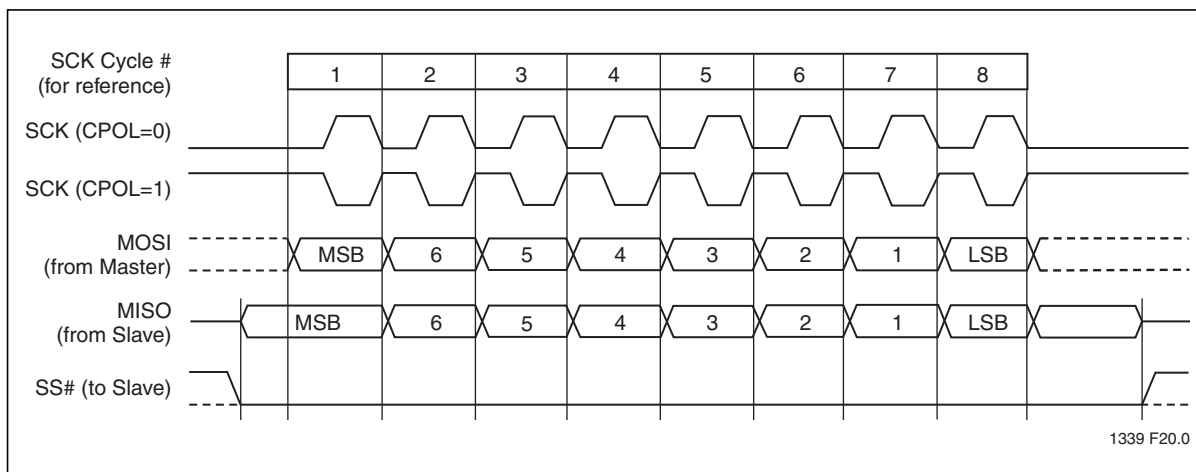 SCK Cycle #
(for reference)
1 2 3 4 5 6 7 8
SCK (CPOL=0)
SCK (CPOL=1)
MOSI
(from Master)
MSB 6 5 4 3 2 1 LSB
MISO
(from Slave)
MSB 6 5 4 3 2 1 LSB
SS# (to Slave)
1339 F20.0